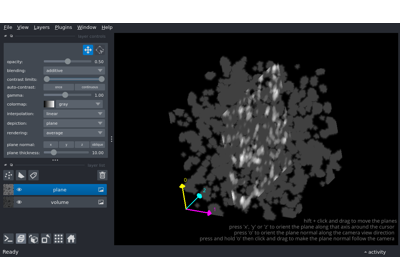 File View Layers Plugins Window Help
layer controls
opacity: 0.50
blending: additive
contrast limits:
auto-contrast: once continuous
gamma: 1.00
colormap: gray
interpolation: linear
depiction: plane
rendering: average
plane normal: x y z oblique
plane thickness: 10.00
layer list
plane
volume
hift + click and drag to move the planes
press 'x', 'y' or 'z' to orient the plane along that axis around the cursor
press 'o' to orient the plane normal along the camera view direction
press and hold 'o' then click and drag to make the plane normal follow the camera
Ready
activity